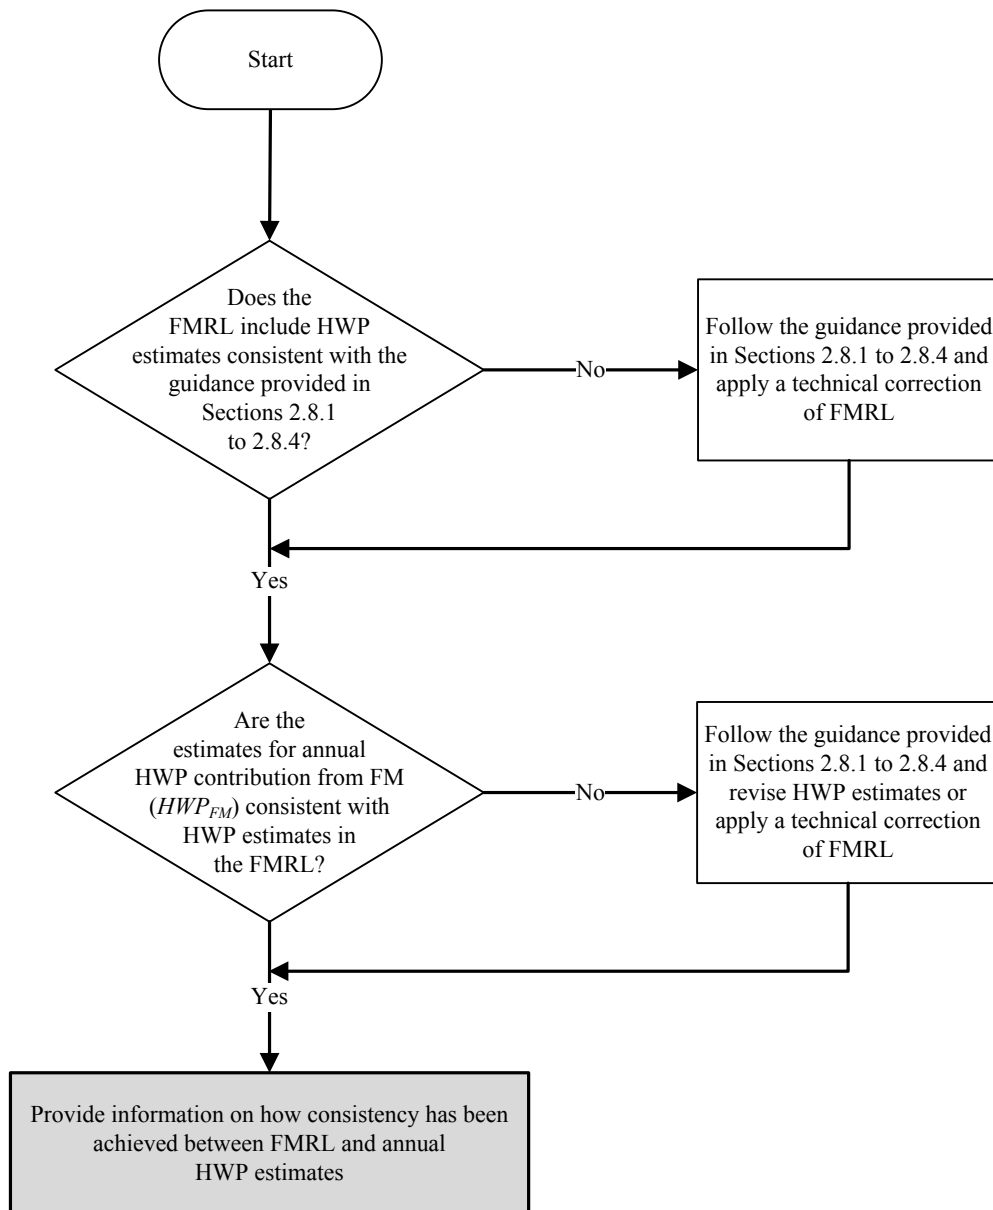 Start
Does the
FMRL include HWP
estimates consistent with the
guidance provided in
Sections 2.8.1
to 2.8.4?
No
Follow the guidance provided
in Sections 2.8.1 to 2.8.4 and
apply a technical correction
of FMRL
Yes
Are the
estimates for annual
HWP contribution from FM
(HWP_FM) consistent with
HWP estimates in
the FMRL?
No
Follow the guidance provided
in Sections 2.8.1 to 2.8.4 and
revise HWP estimates or
apply a technical correction
of FMRL
Yes
Provide information on how consistency has been
achieved between FMRL and annual
HWP estimates